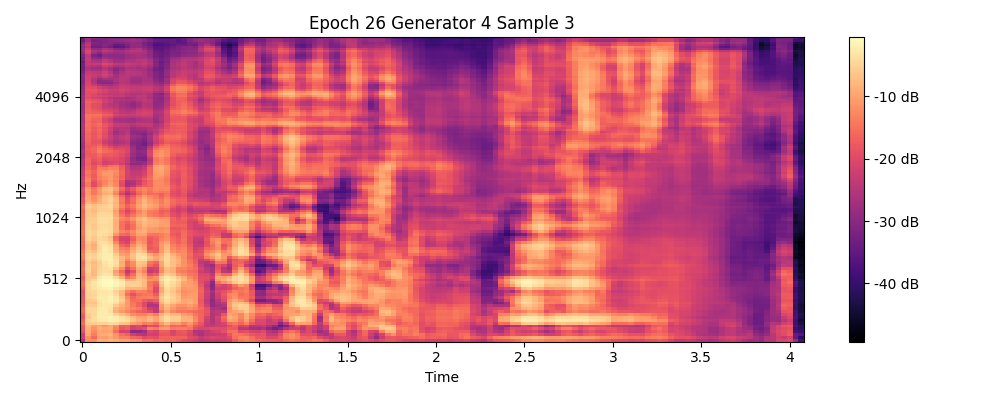 Epoch 26 Generator 4 Sample 3
Hz
4096
2048
1024
512
0
0 0.5 1 1.5 2 2.5 3 3.5 4
Time
-10 dB
-20 dB
-30 dB
-40 dB